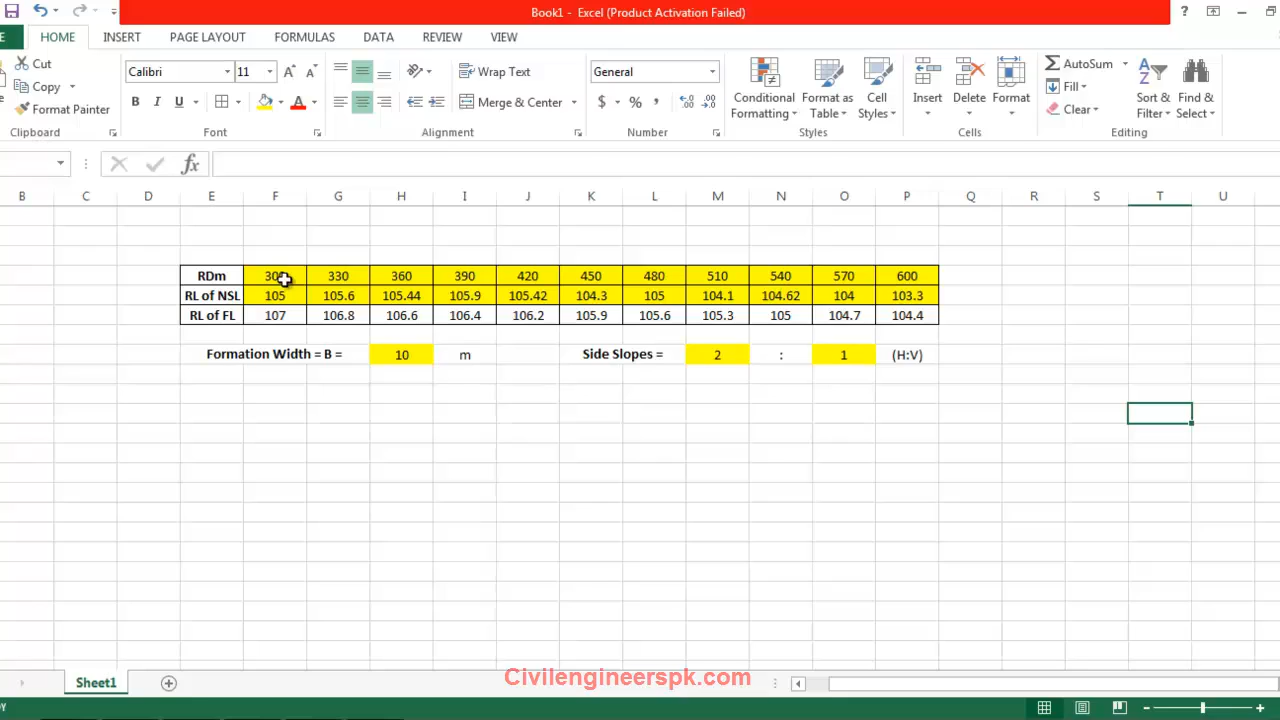 Book1 - Excel (Product Activation Failed)
HOME INSERT PAGE LAYOUT FORMULAS DATA REVIEW VIEW
Cut
Copy
Format Painter
Clipboard
Calibri 11
B I U
Font
Wrap Text
Merge & Center
Alignment
General
$ % ,
Number
Conditional Formatting
Format as Table
Cell Styles
Styles
Insert Delete Format
Cells
AutoSum
Fill
Clear
Sort & Filter
Find & Select
Editing
fx
B C D E F G H I J K L M N O P Q R S T U
RDm 330 360 390 420 450 480 510 540 570 600
RL of NSL 105 105.6 105.44 105.9 105.42 104.3 105 104.1 104.62 104 103.3
RL of FL 107 106.8 106.6 106.4 106.2 105.9 105.6 105.3 105 104.7 104.4
Formation Width = B = 10 m Side Slopes = 2 : 1 (H:V)
Sheet1
Civilengineerspk.com